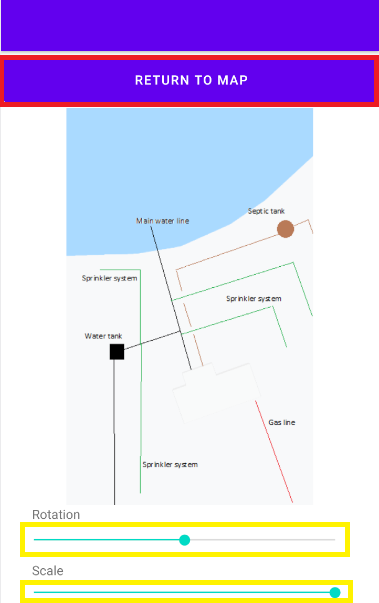 RETURN TO MAP
Septic tank
Main water line
Sprinkler system
Sprinkler system
Water tank
Gas line
Sprinkler system
Rotation
Scale